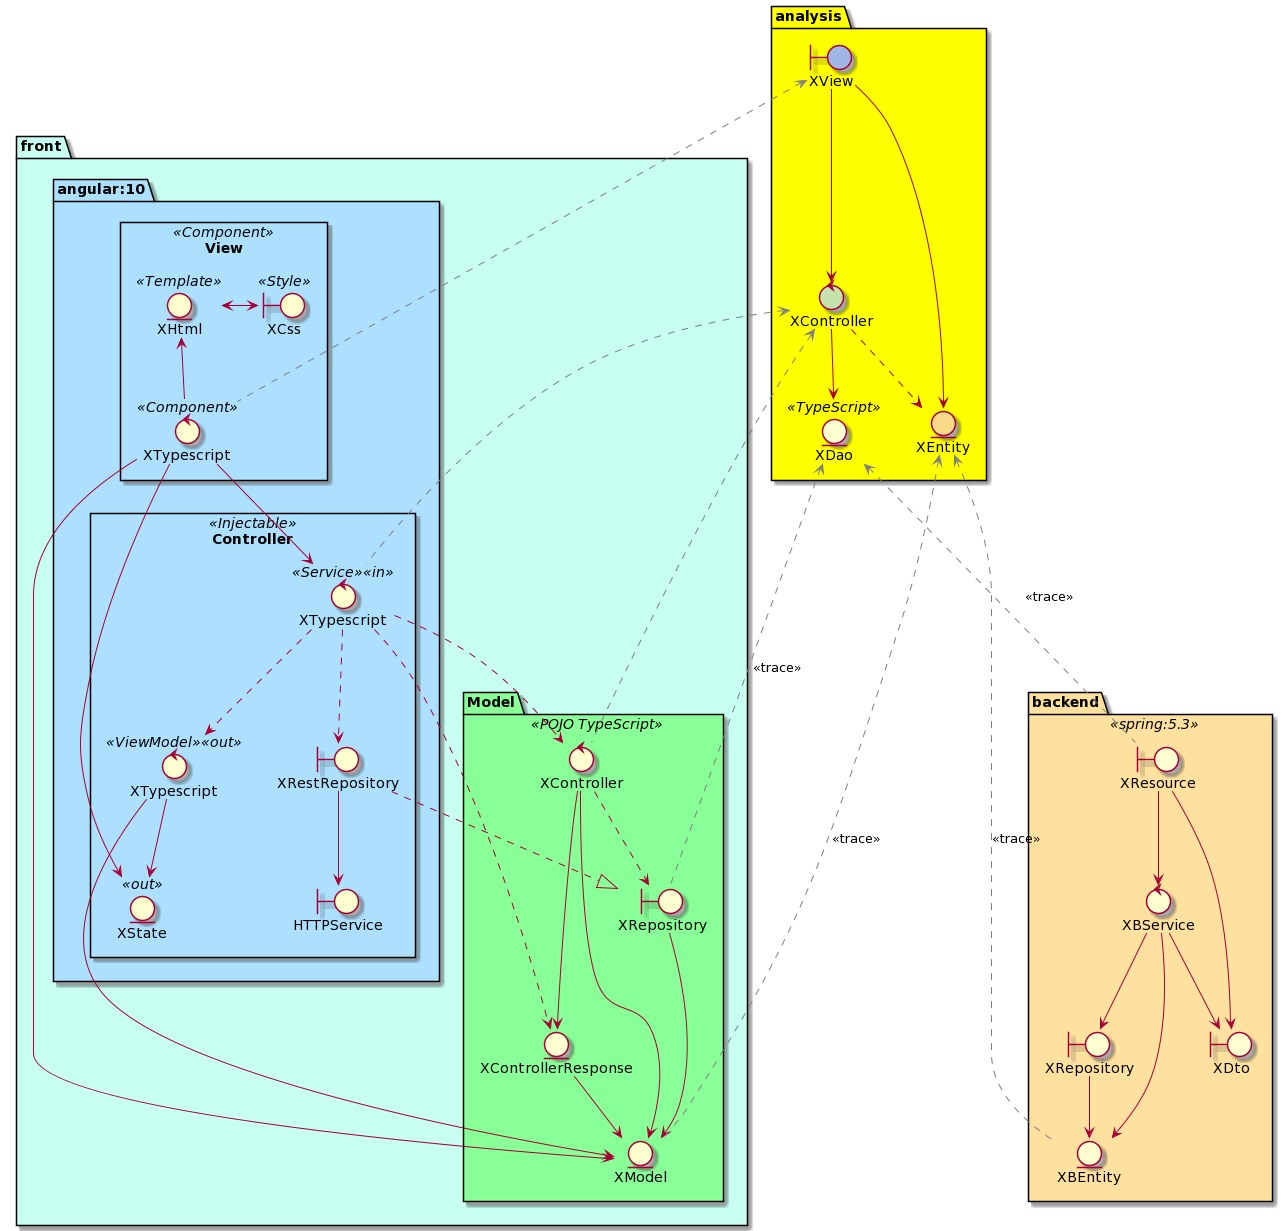 analysis
XView
front
angular:10
«Component»
View
«Template»
«Style»
XHtml
XCss
XController
«Component»
XTypescript
«TypeScript»
XDao
XEntity
«Injectable»
Controller
«Service»«in»
XTypescript
«trace»
«trace»
Model
«POJO TypeScript»
XController
backend
«spring:5.3»
XResource
«ViewModel»«out»
XTypescript
XRestRepository
«trace»
«trace»
«out»
XState
HTTPService
XRepository
XBService
XControllerResponse
XRepository
XDto
XModel
XBEntity